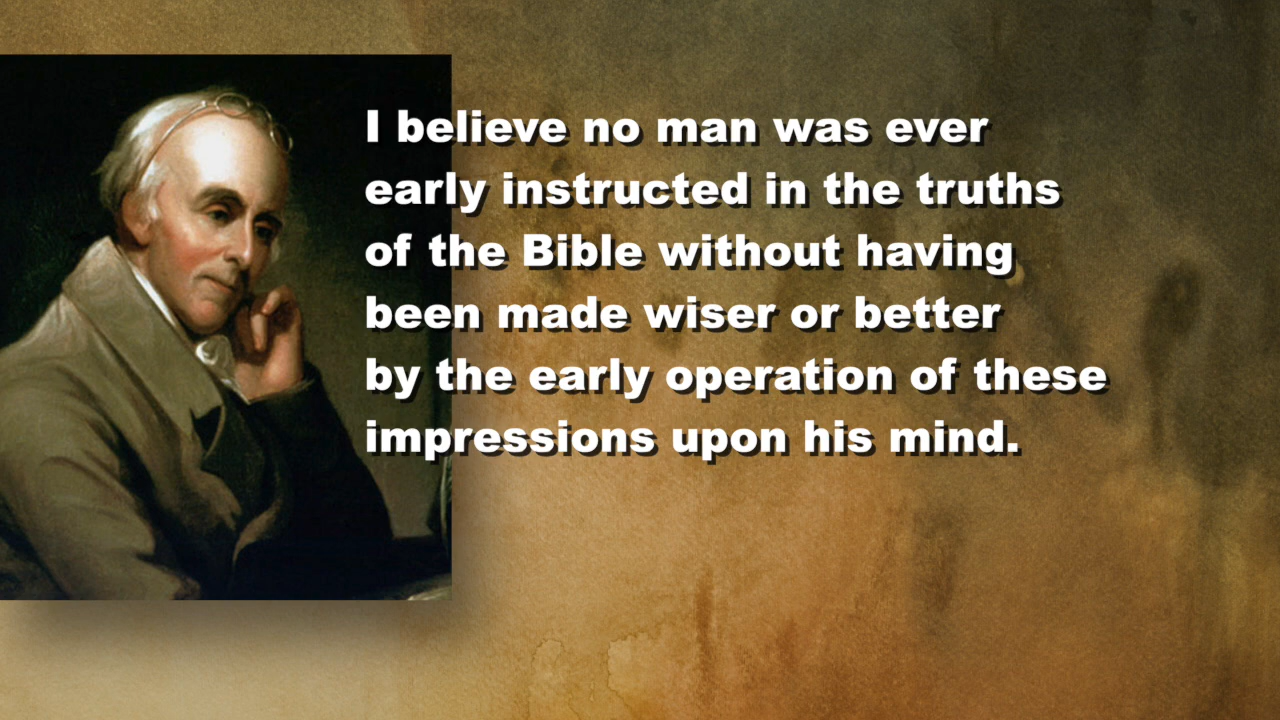 I believe no man was ever
early instructed in the truths
of the Bible without having
been made wiser or better
by the early operation of these
impressions upon his mind.